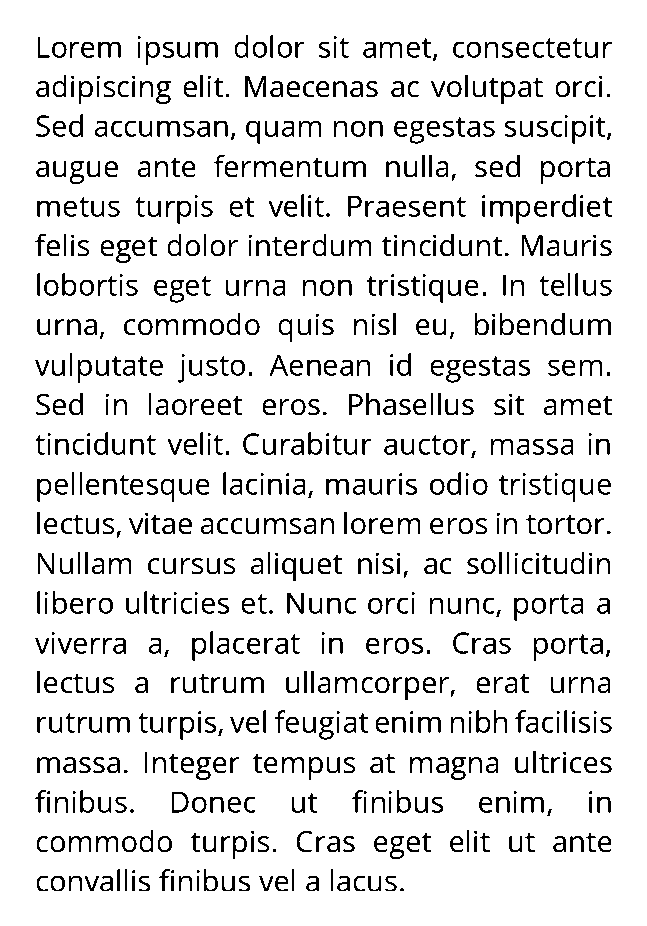 Lorem ipsum dolor sit amet, consectetur
adipiscing elit. Maecenas ac volutpat orci.
Sed accumsan, quam non egestas suscipit,
augue ante fermentum nulla, sed porta
metus turpis et velit. Praesent imperdiet
felis eget dolor interdum tincidunt. Mauris
lobortis eget urna non tristique. In tellus
urna, commodo quis nisl eu, bibendum
vulputate justo. Aenean id egestas sem.
Sed in laoreet eros. Phasellus sit amet
tincidunt velit. Curabitur auctor, massa in
pellentesque lacinia, mauris odio tristique
lectus, vitae accumsan lorem eros in tortor.
Nullam cursus aliquet nisi, ac sollicitudin
libero ultricies et. Nunc orci nunc, porta a
viverra a, placerat in eros. Cras porta,
lectus a rutrum ullamcorper, erat urna
rutrum turpis, vel feugiat enim nibh facilisis
massa. Integer tempus at magna ultrices
finibus. Donec ut finibus enim, in
commodo turpis. Cras eget elit ut ante
convallis finibus vel a lacus.